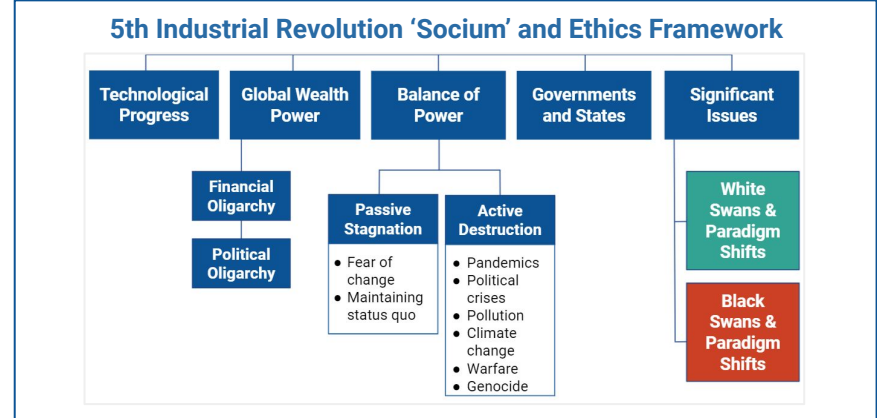 5th Industrial Revolution ‘Socium’ and Ethics Framework
Technological
Progress
Global Wealth
Power
Balance of
Power
Governments
and States
Significant
Issues
Financial
Oligarchy
Political
Oligarchy
Passive
Stagnation
● Fear of
change
● Maintaining
status quo
Active
Destruction
● Pandemics
● Political
crises
● Pollution
● Climate
change
● Warfare
● Genocide
White
Swans &
Paradigm
Shifts
Black
Swans &
Paradigm
Shifts